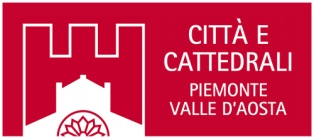 CITTÀ E
CATTEDRALI
PIEMONTE
VALLE D'AOSTA